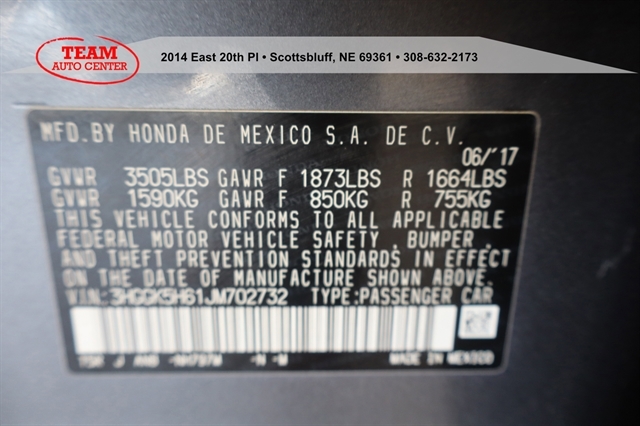 TEAM
AUTO CENTER
2014 East 20th Pl • Scottsbluff, NE 69361 • 308-632-2173
MFD.BY HONDA DE MEXICO S.A. DE C.V.
06/'17
GVWR 3505LBS GAWR F 1873LBS R 1664LBS
GVWR 1590KG GAWR F 850KG R 755KG
THIS VEHICLE CONFORMS TO ALL APPLICABLE
FEDERAL MOTOR VEHICLE SAFETY, BUMPER,
AND THEFT PREVENTION STANDARDS IN EFFECT
ON THE DATE OF MANUFACTURE SHOWN ABOVE.
VIN: 3HGGK5H61JM702732 TYPE:PASSENGER CAR
MADE IN MEXICO